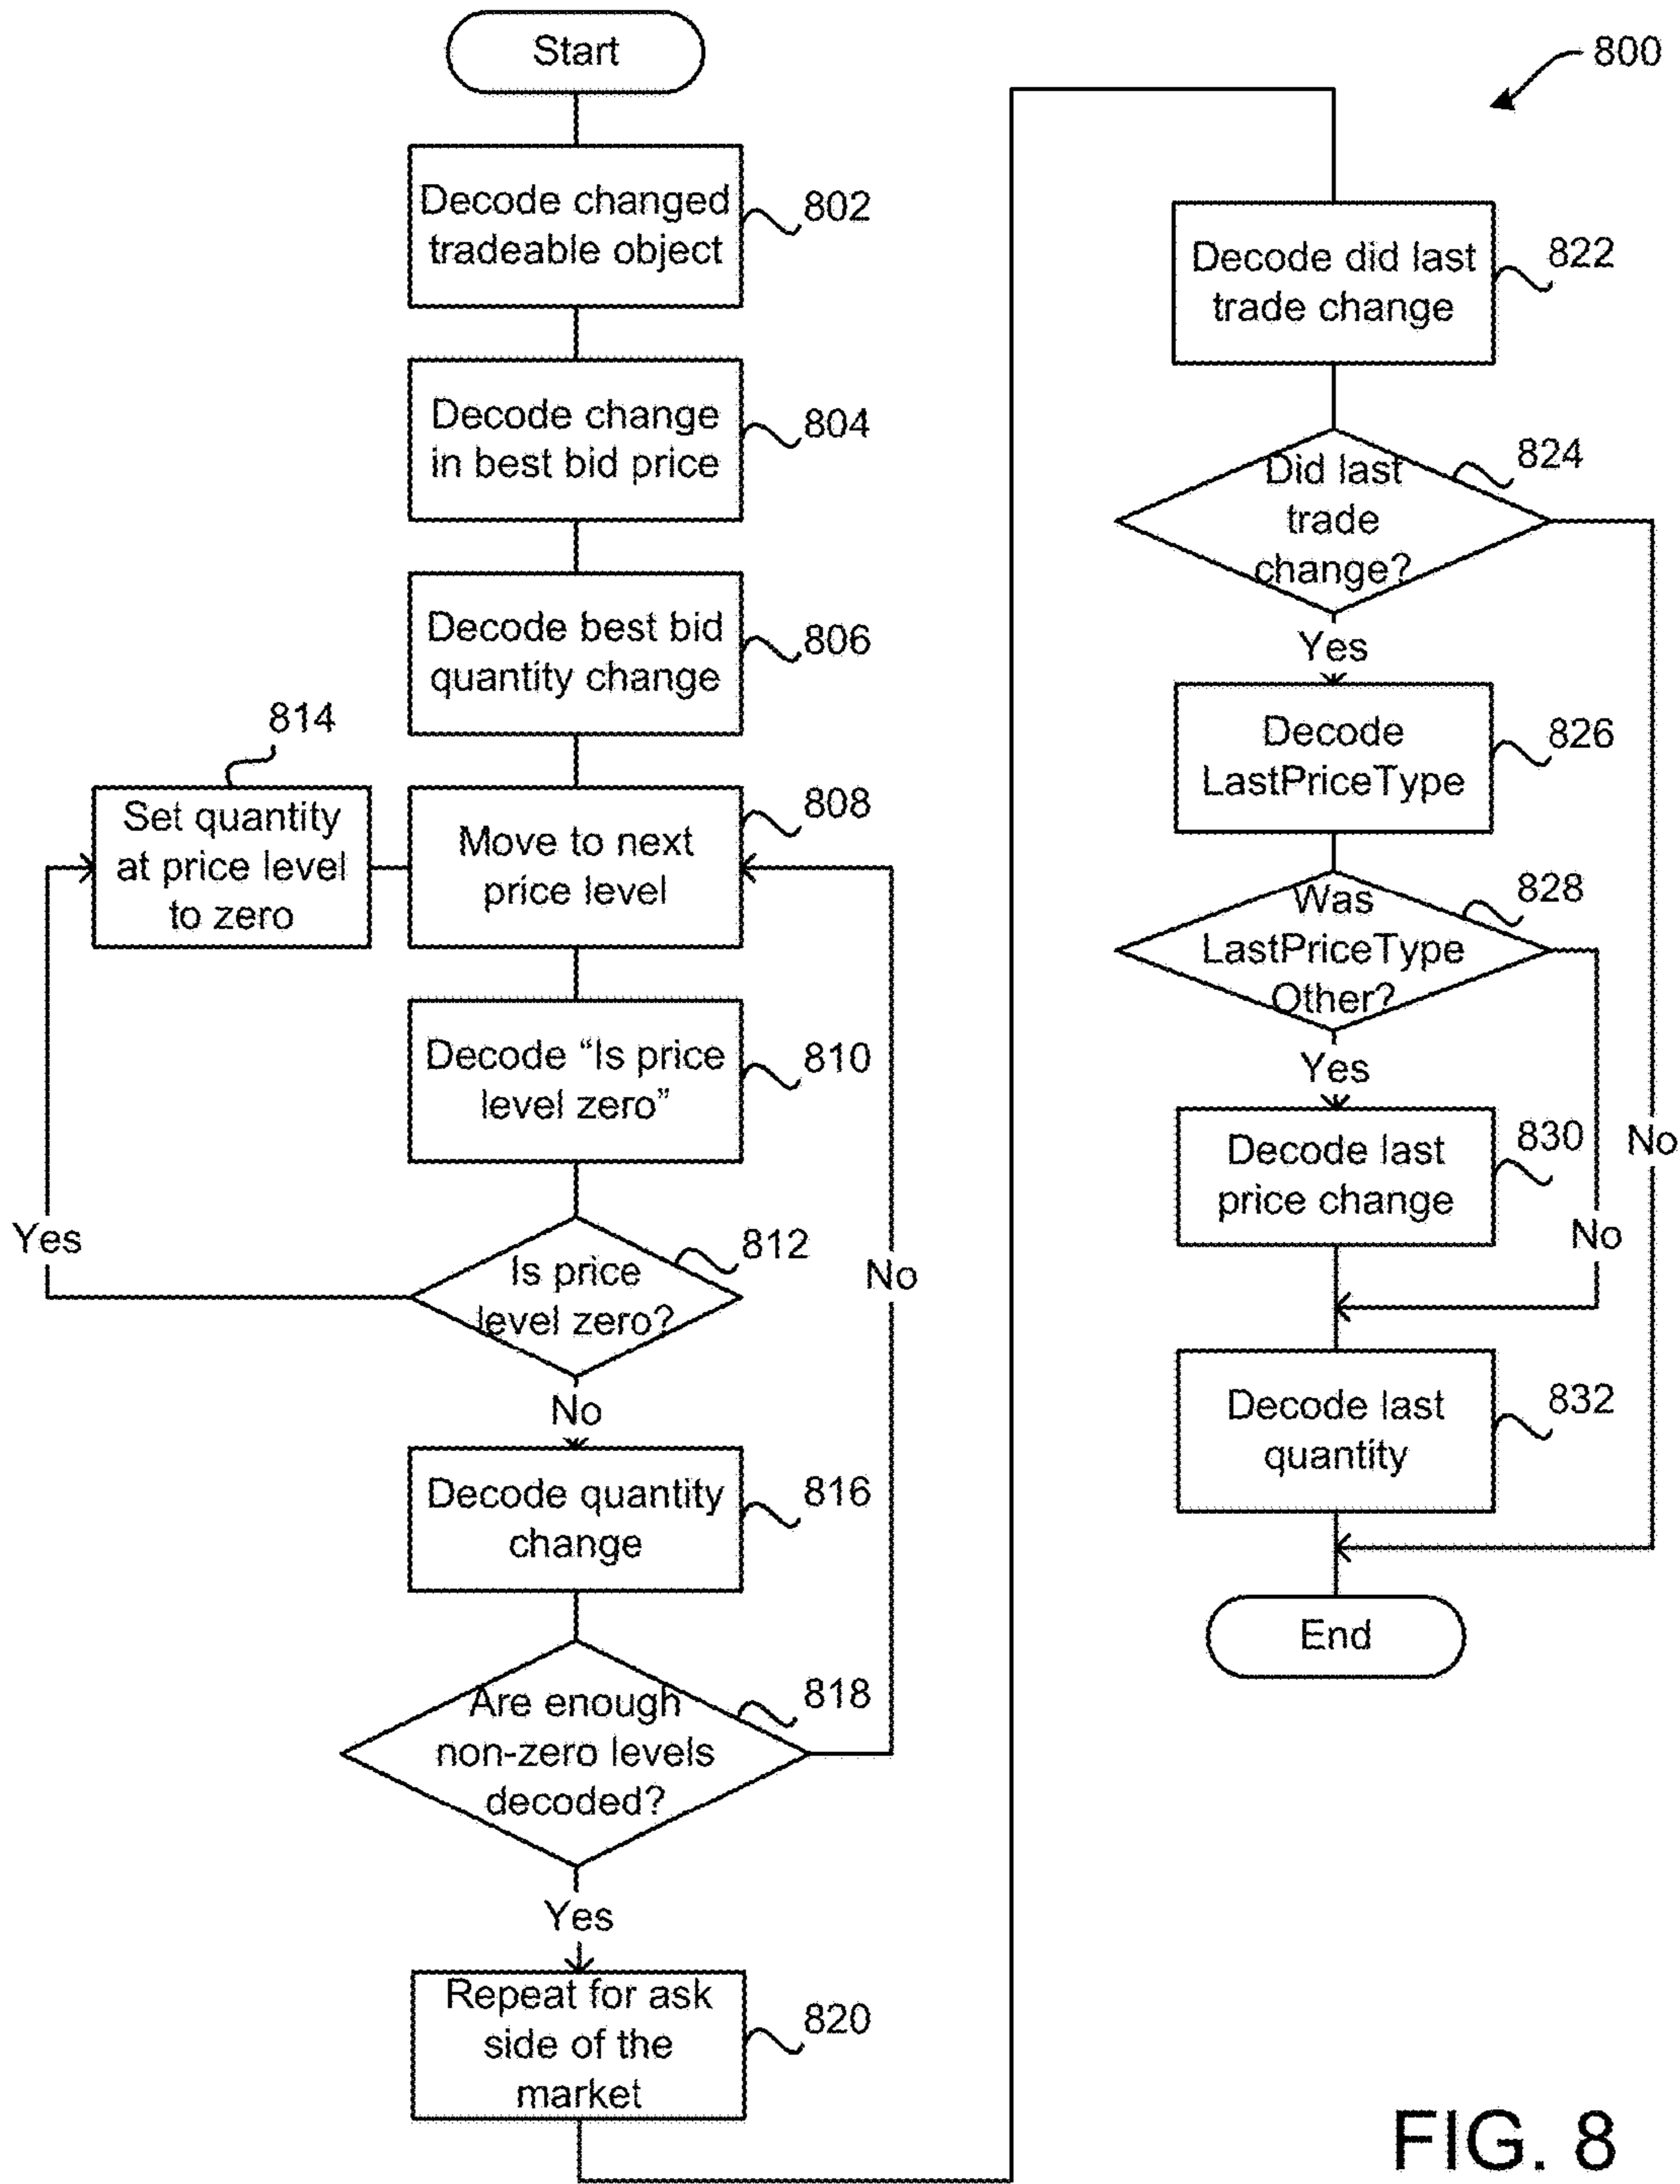 Start
800
Decode changed
tradeable object
802
Decode change
in best bid price
804
Decode best bid
quantity change
806
814
Set quantity
at price level
to zero
Move to next
price level
808
Decode “Is price
level zero”
810
Yes
Is price
level zero?
812
No
No
Decode quantity
change
816
Are enough
non-zero levels
decoded?
818
Yes
Repeat for ask
side of the
market
820
Decode did last
trade change
822
Did last
trade
change?
824
Yes
Decode
LastPriceType
826
Was
LastPriceType
Other?
828
Yes
Decode last
price change
830
No
No
Decode last
quantity
832
End
FIG. 8